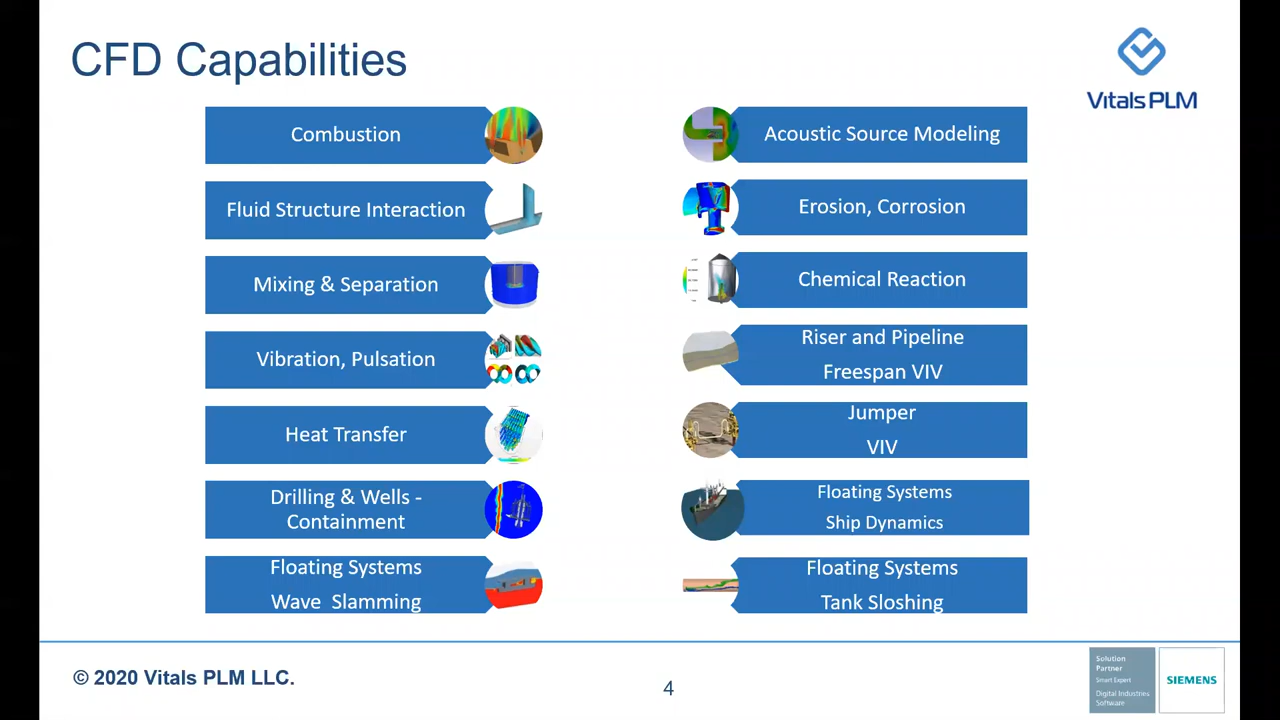 CFD Capabilities
Vitals PLM
Combustion
Fluid Structure Interaction
Mixing & Separation
Vibration, Pulsation
Heat Transfer
Drilling & Wells -
Containment
Floating Systems
Wave Slamming
Acoustic Source Modeling
Erosion, Corrosion
Chemical Reaction
Riser and Pipeline
Freespan VIV
Jumper
VIV
Floating Systems
Ship Dynamics
Floating Systems
Tank Sloshing
© 2020 Vitals PLM LLC.
4
Solution
Partner
Smart Expert
Digital Industries
Software
SIEMENS